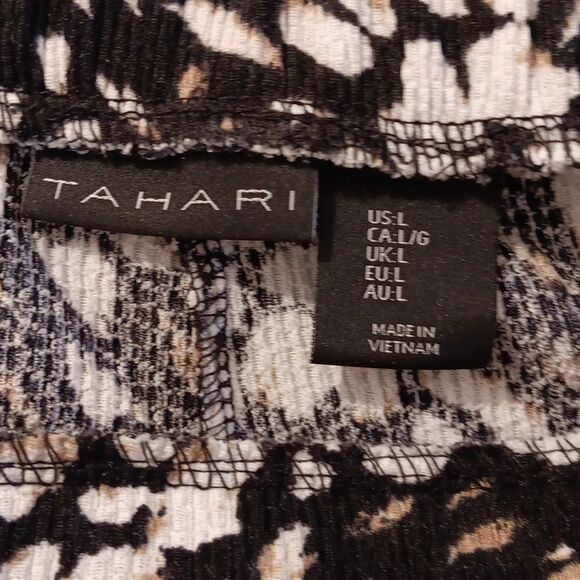 TAHARI
US:L
CA:L/G
UK:L
EU:L
AU:L
MADE IN
VIETNAM